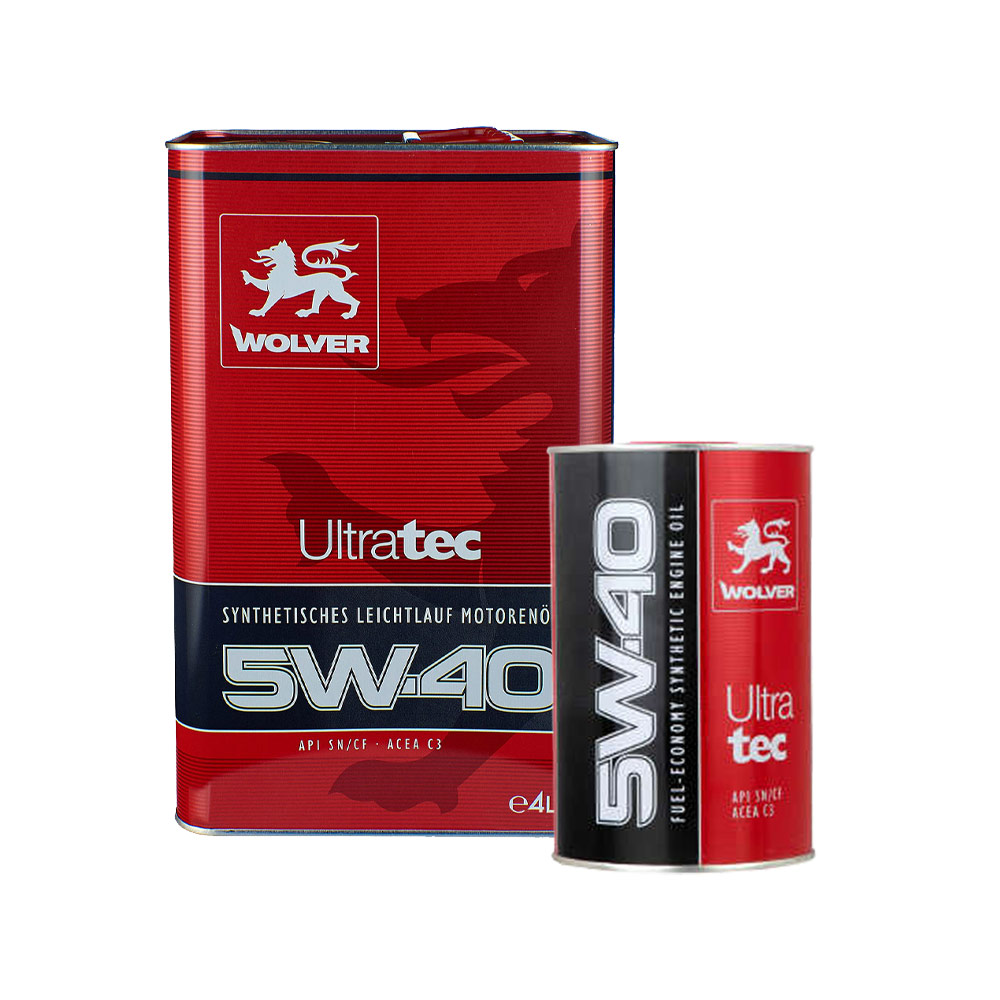 WOLVER
Ultratec
SYNTHETISCHES LEICHTLAUF MOTORENÖ
5W-40
API SN/CF · ACEA C3
℮4L
5W-40
FUEL-ECONOMY SYNTHETIC ENGINE OIL
WOLVER
Ultra
tec
API SN/CF
ACEA C3